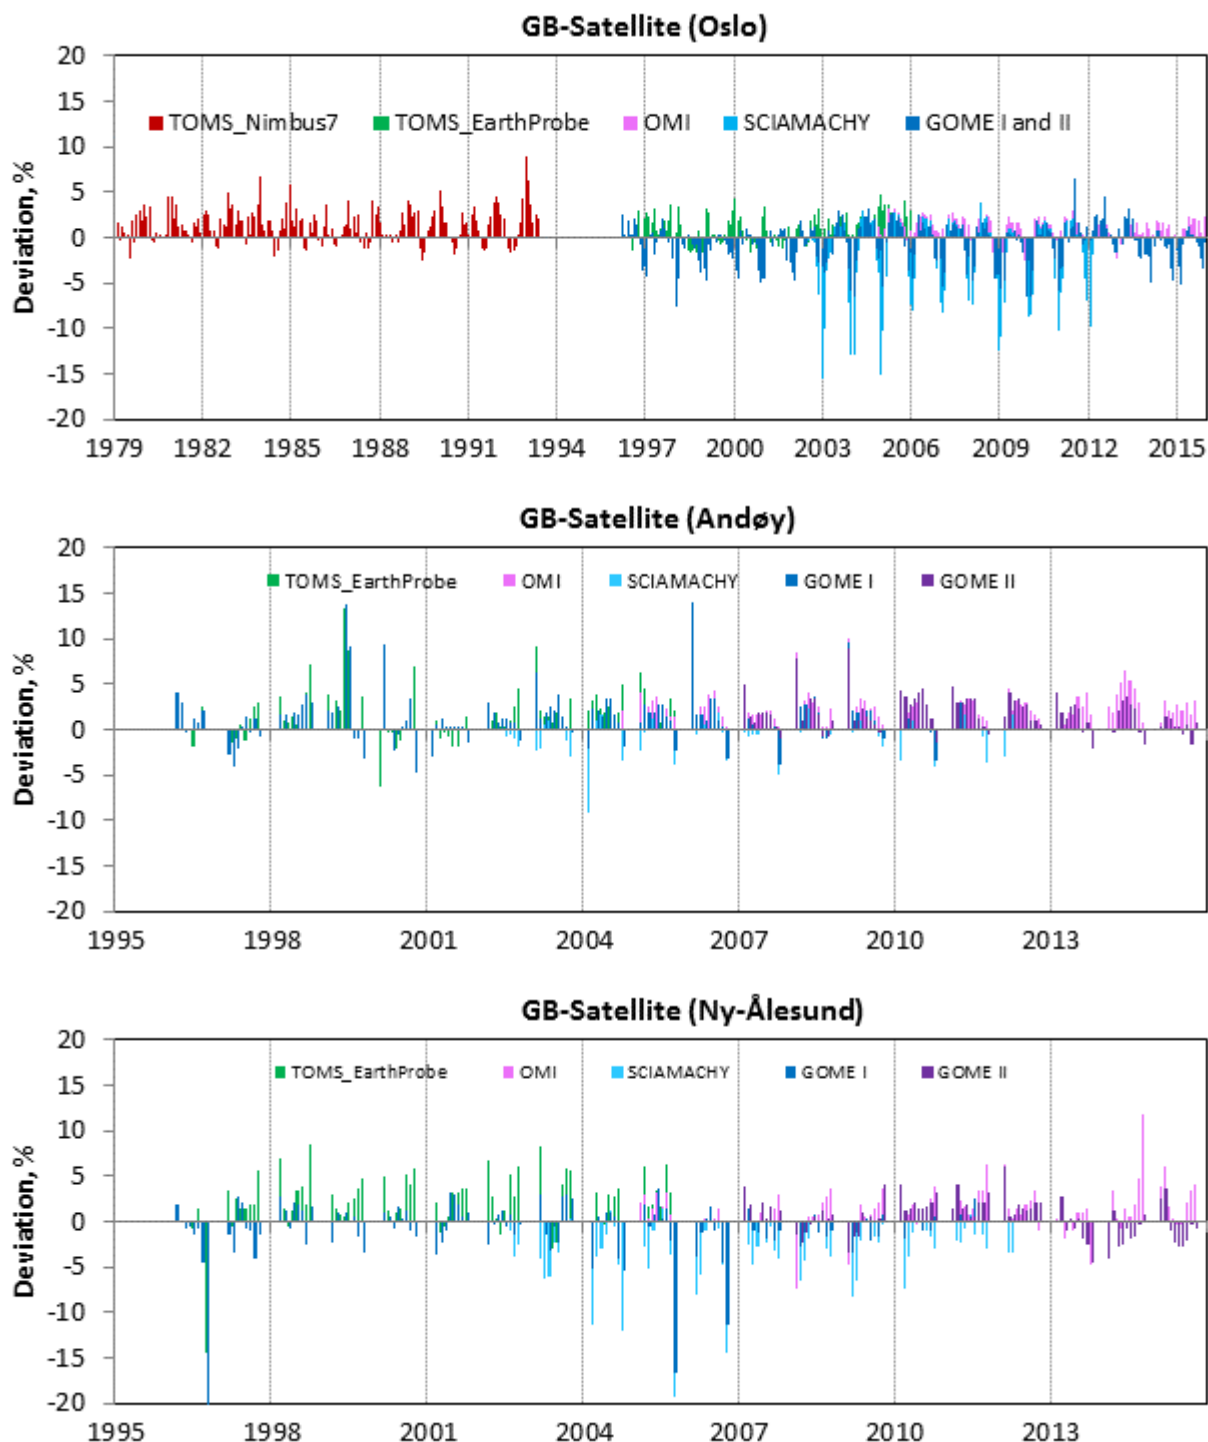 GB-Satellite (Oslo)
20
15
TOMS_Nimbus7 TOMS_EarthProbe OMI SCIAMACHY GOME I and II
10
5
0
-5
-10
-15
-20
Deviation, %
1979 1982 1985 1988 1991 1994 1997 2000 2003 2006 2009 2012 2015
GB-Satellite (Andøy)
20
TOMS_EarthProbe OMI SCIAMACHY GOME I GOME II
15
10
5
0
-5
-10
-15
-20
Deviation, %
1995 1998 2001 2004 2007 2010 2013
GB-Satellite (Ny-Ålesund)
20
TOMS_EarthProbe OMI SCIAMACHY GOME I GOME II
15
10
5
0
-5
-10
-15
-20
Deviation, %
1995 1998 2001 2004 2007 2010 2013